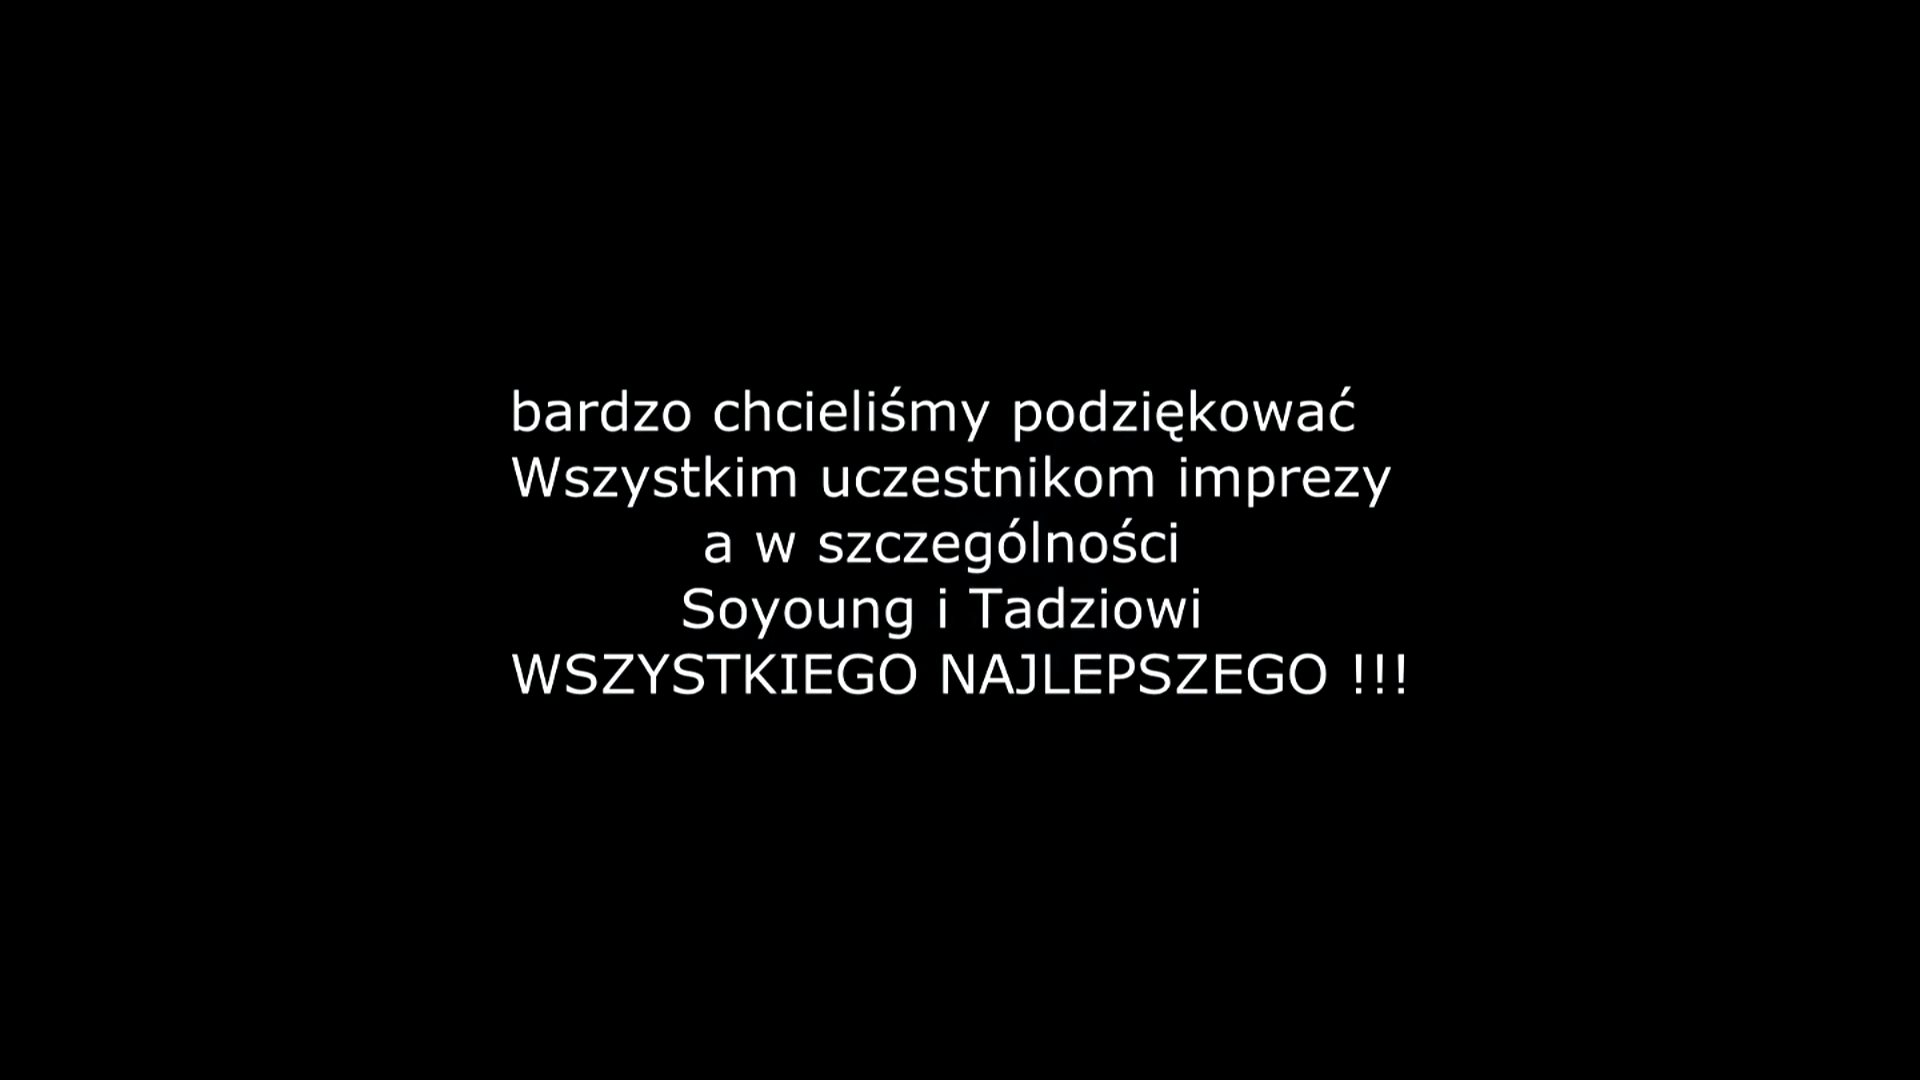 bardzo chcieliśmy podziękować
Wszystkim uczestnikom imprezy
a w szczególności
Soyoung i Tadziowi
WSZYSTKIEGO NAJLEPSZEGO !!!